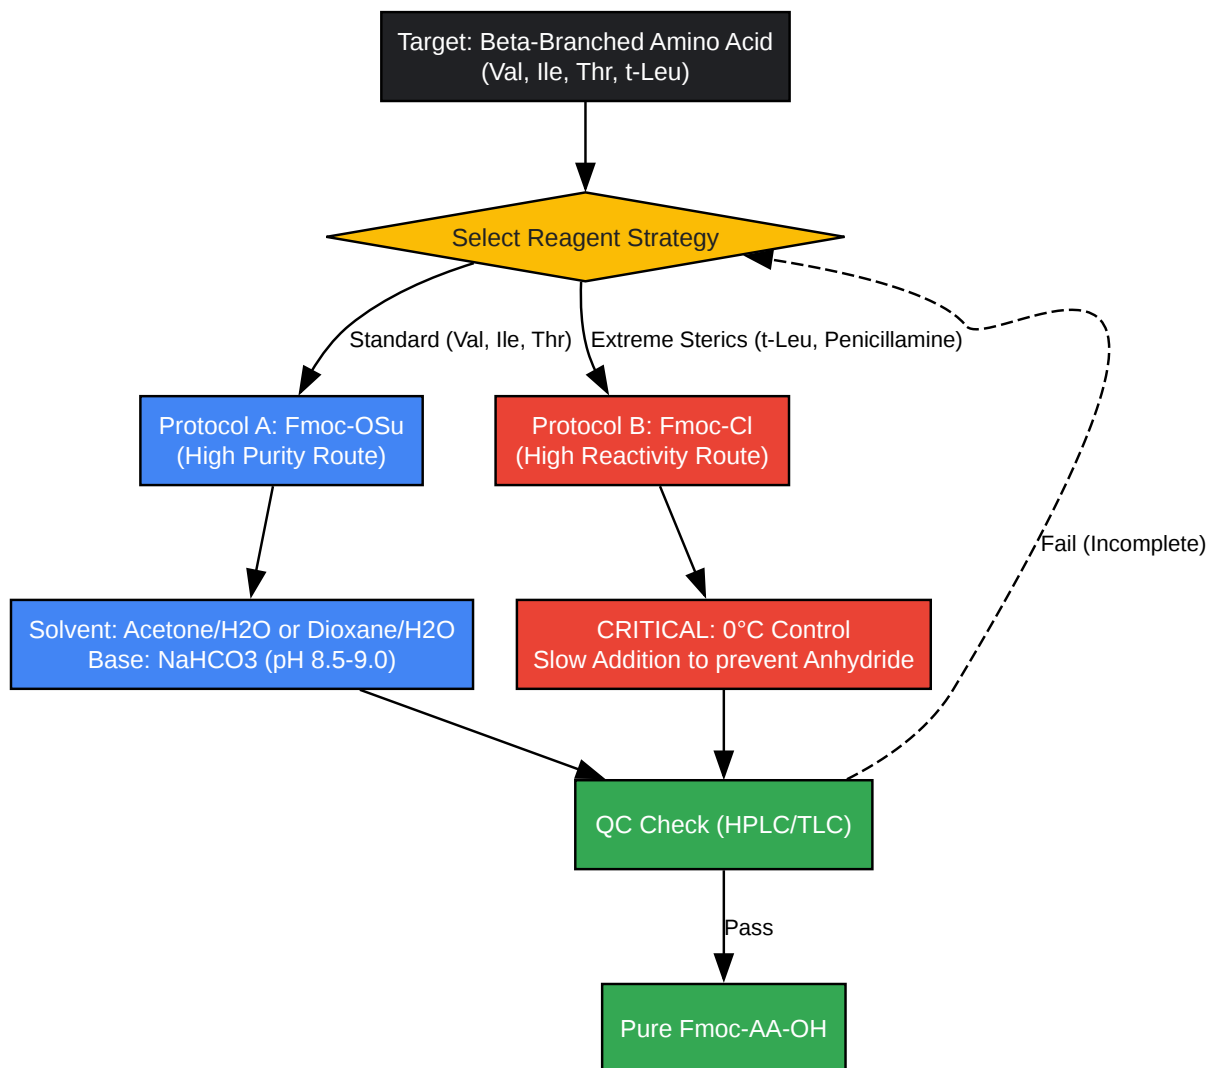 Target: Beta-Branched Amino Acid
(Val, Ile, Thr, t-Leu)
Select Reagent Strategy
Standard (Val, Ile, Thr)
Extreme Sterics (t-Leu, Penicillamine)
Protocol A: Fmoc-OSu
(High Purity Route)
Protocol B: Fmoc-Cl
(High Reactivity Route)
Fail (Incomplete)
Solvent: Acetone/H2O or Dioxane/H2O
Base: NaHCO3 (pH 8.5-9.0)
CRITICAL: 0°C Control
Slow Addition to prevent Anhydride
QC Check (HPLC/TLC)
Pass
Pure Fmoc-AA-OH